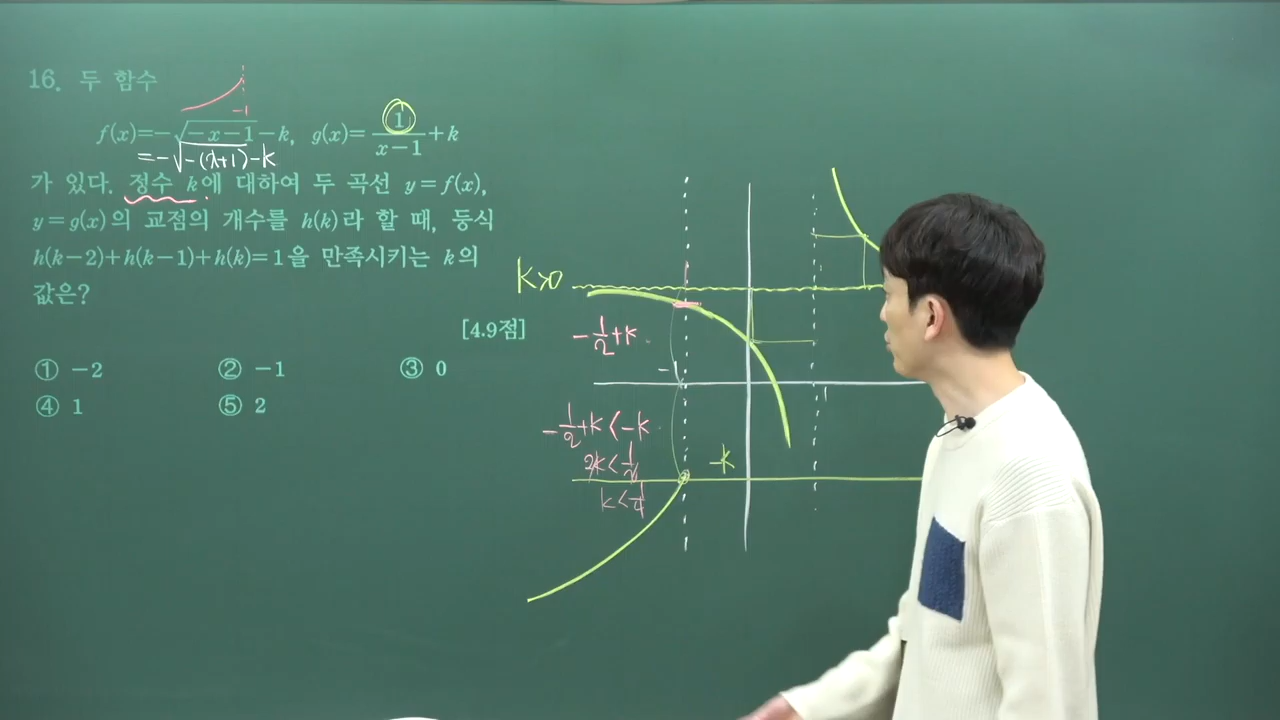 16. 두 함수
-1
f(x)=-√(-x-1)-k, g(x)=1/(x-1)+k
=-√(-(x+1))-k
가 있다. 정수 k에 대하여 두 곡선 y=f(x),
y=g(x)의 교점의 개수를 h(k)라 할 때, 등식
h(k-2)+h(k-1)+h(k)=1을 만족시키는 k의
값은?
[4.9점]
① -2 ② -1 ③ 0
④ 1 ⑤ 2
k>0
-1/2+k
-1
1
-1/2+k<-k
2k<1/2
k<1/4
-k